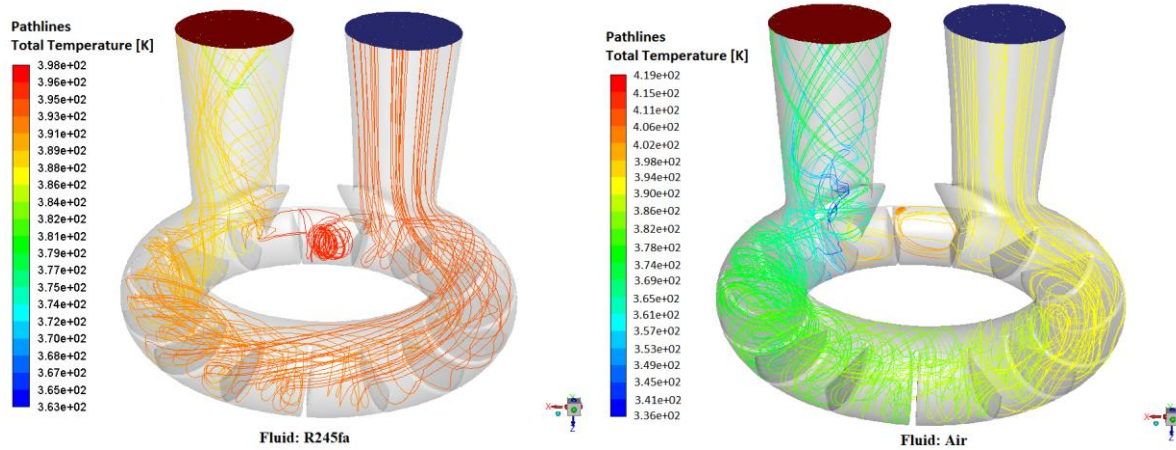 Pathlines
Total Temperature [K]
3.98e+02
3.96e+02
3.95e+02
3.93e+02
3.91e+02
3.90e+02
3.88e+02
3.86e+02
3.84e+02
3.82e+02
3.81e+02
3.79e+02
3.77e+02
3.75e+02
3.74e+02
3.72e+02
3.70e+02
3.68e+02
3.67e+02
3.65e+02
3.63e+02
X
Z
Fluid: R245fa
Pathlines
Total Temperature [K]
4.19e+02
4.15e+02
4.11e+02
4.06e+02
4.02e+02
3.98e+02
3.94e+02
3.90e+02
3.86e+02
3.82e+02
3.78e+02
3.74e+02
3.70e+02
3.65e+02
3.61e+02
3.57e+02
3.53e+02
3.49e+02
3.45e+02
3.41e+02
3.36e+02
X
Z
Fluid: Air